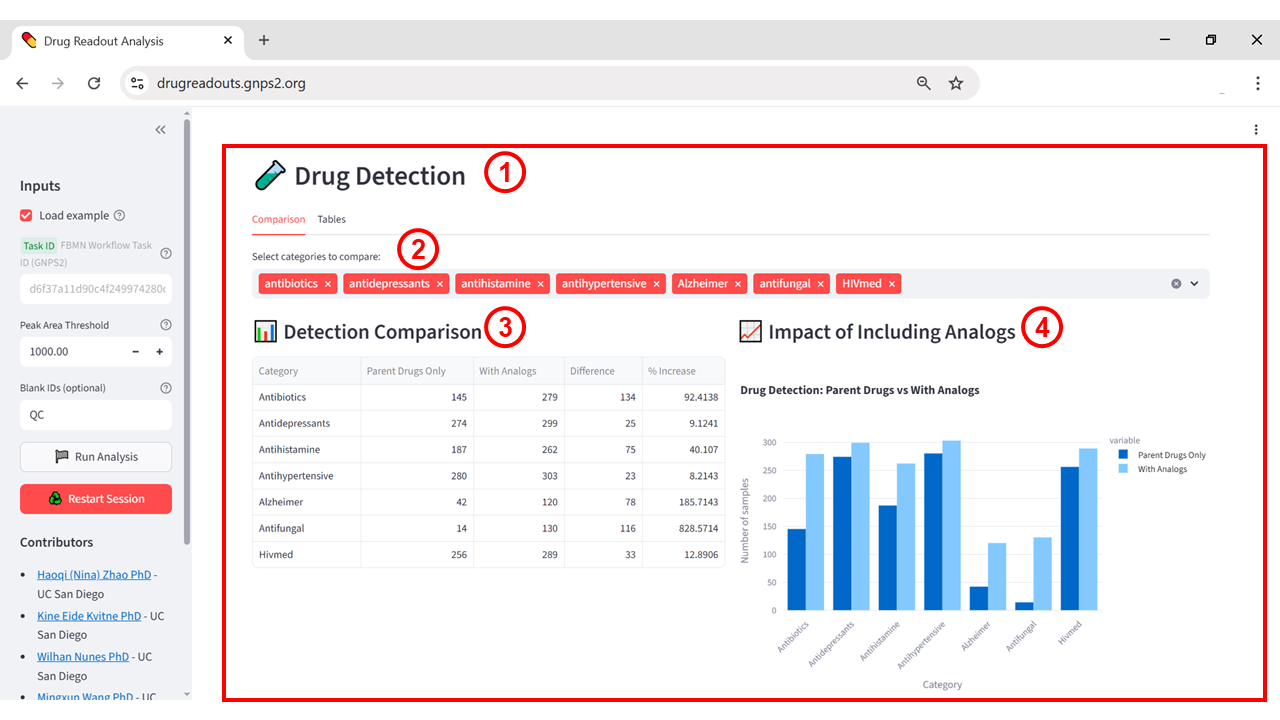 Drug Readout Analysis
drugreadouts.gnps2.org
Inputs
Load example
Task ID FBMN Workflow Task
ID (GNPS2)
d6f37a11d90c4f249974280
Peak Area Threshold
1000.00 - +
Blank IDs (optional)
QC
Run Analysis
Restart Session
Contributors
Haoqi (Nina) Zhao PhD -
UC San Diego
Kine Eide Kvitne PhD - UC
San Diego
Wilhan Nunes PhD - UC
San Diego
Mingxun Wang PhD - UC
Drug Detection 1
Comparison Tables
Select categories to compare: 2
antibiotics × antidepressants × antihistamine × antihypertensive × Alzheimer × antifungal × HIVmed ×
Detection Comparison 3
Category Parent Drugs Only With Analogs Difference % Increase
Antibiotics 145 279 134 92.4138
Antidepressants 274 299 25 9.1241
Antihistamine 187 262 75 40.107
Antihypertensive 280 303 23 8.2143
Alzheimer 42 120 78 185.7143
Antifungal 14 130 116 828.5714
Hivmed 256 289 33 12.8906
Impact of Including Analogs 4
Drug Detection: Parent Drugs vs With Analogs
variable
Parent Drugs Only
With Analogs
Number of samples
300
250
200
150
100
50
0
Antibiotics
Antidepressants
Antihistamine
Antihypertensive
Alzheimer
Antifungal
Hivmed
Category